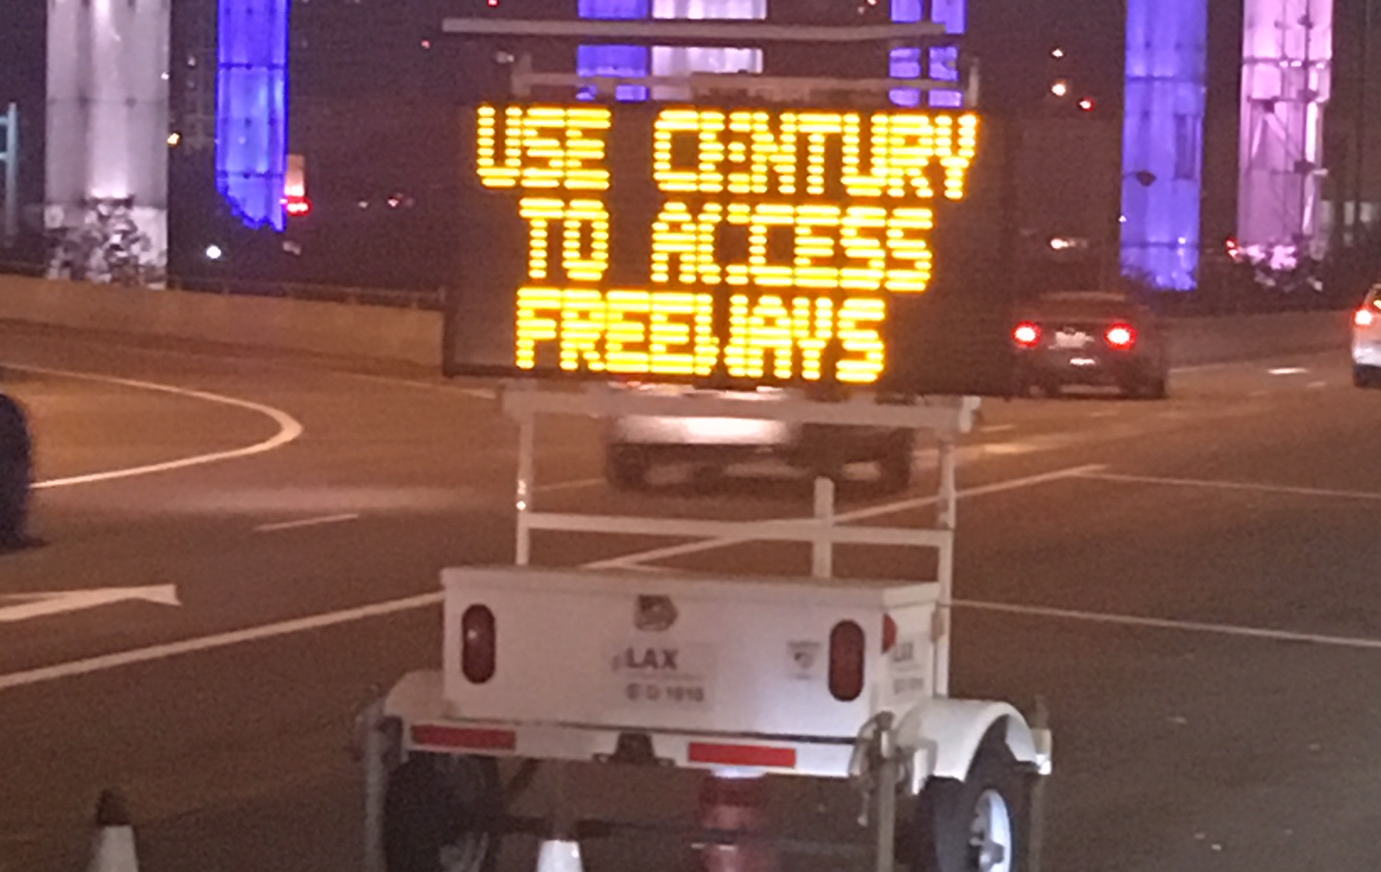 USE CENTURY
TO ACCESS
FREEWAYS
LAX